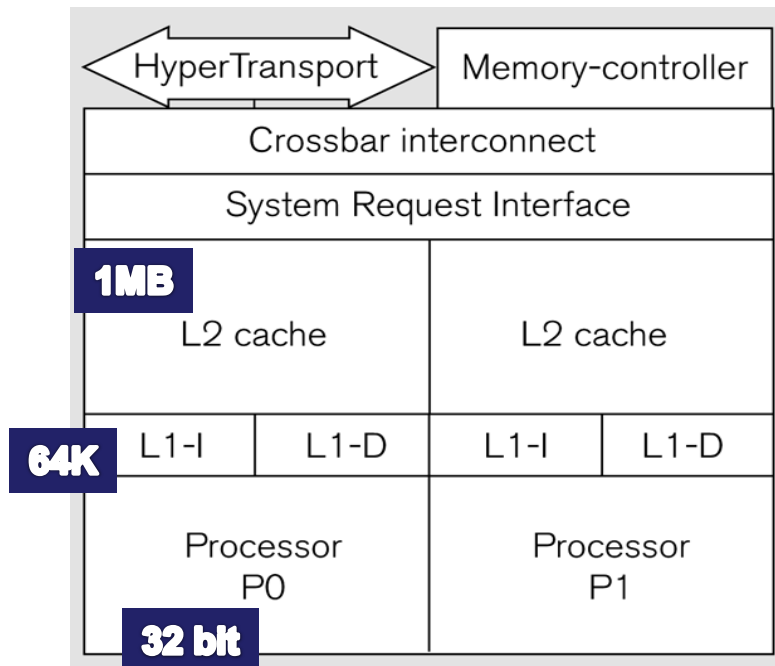 HyperTransport Memory-controller
Crossbar interconnect
System Request Interface
1MB
L2 cache L2 cache
64K L1-I L1-D L1-I L1-D
Processor Processor
P0 P1
32 bit